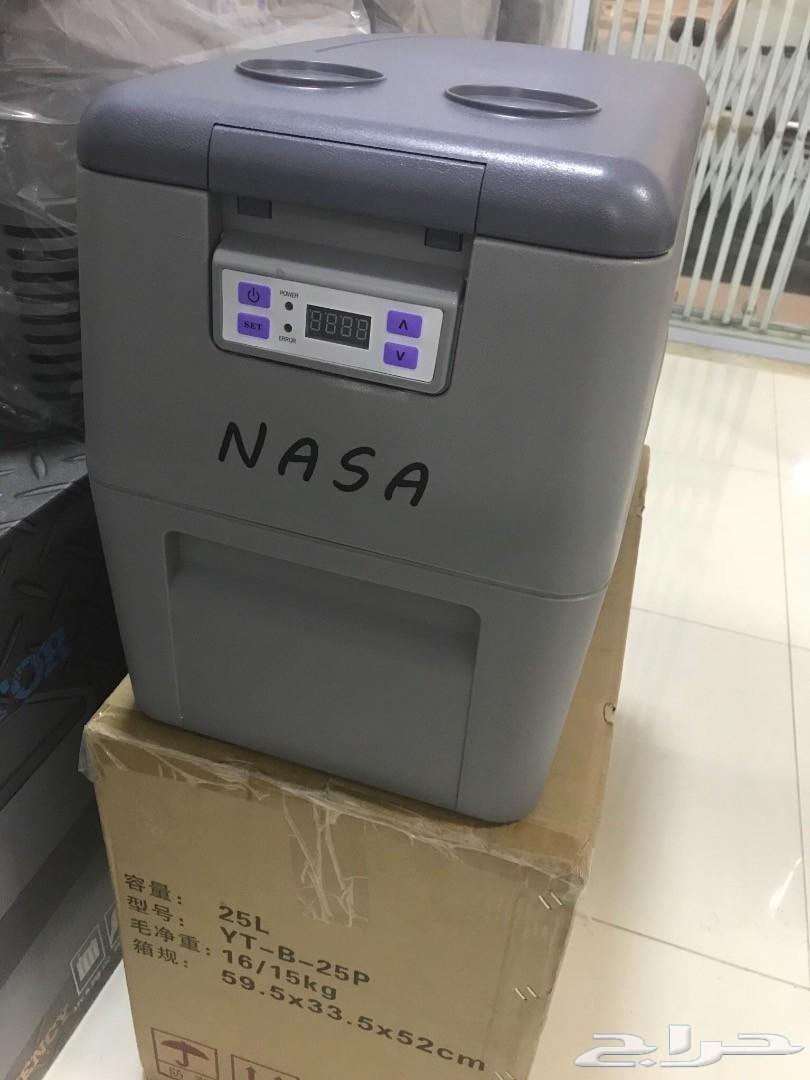 POWER
SET
ERROR
NASA
容量: 25L
型号: YT-B-25P
毛净重: 16/15kg
箱规: 59.5x33.5x52cm
حراج